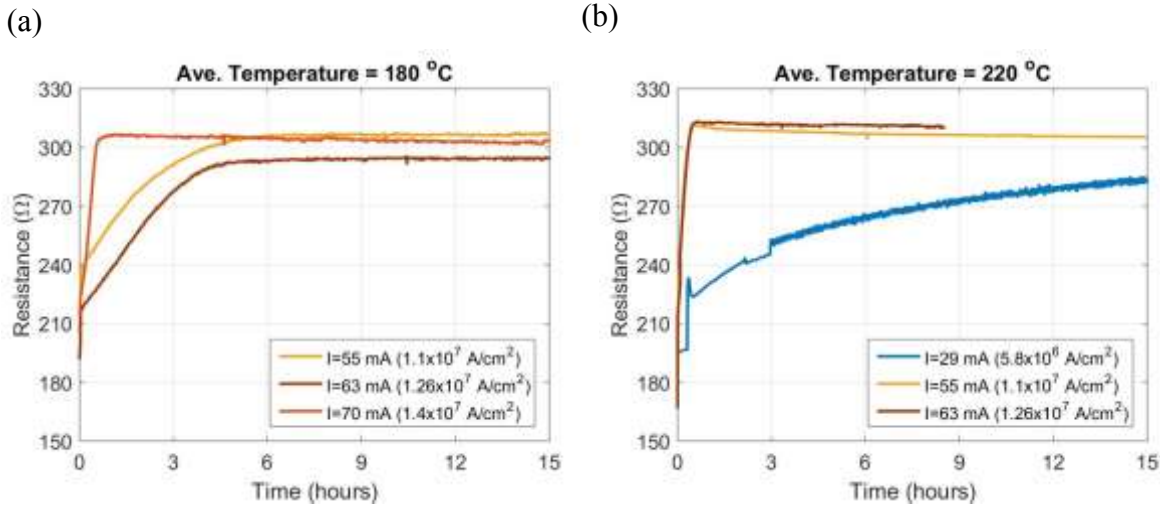 (a)
Ave. Temperature = 180 °C
Resistance (Ω)
330
300
270
240
210
180
150
I=55 mA (1.1x10⁷ A/cm²)
I=63 mA (1.26x10⁷ A/cm²)
I=70 mA (1.4x10⁷ A/cm²)
0 3 6 9 12 15
Time (hours)
(b)
Ave. Temperature = 220 °C
Resistance (Ω)
330
300
270
240
210
180
150
I=29 mA (5.8x10⁶ A/cm²)
I=55 mA (1.1x10⁷ A/cm²)
I=63 mA (1.26x10⁷ A/cm²)
0 3 6 9 12 15
Time (hours)